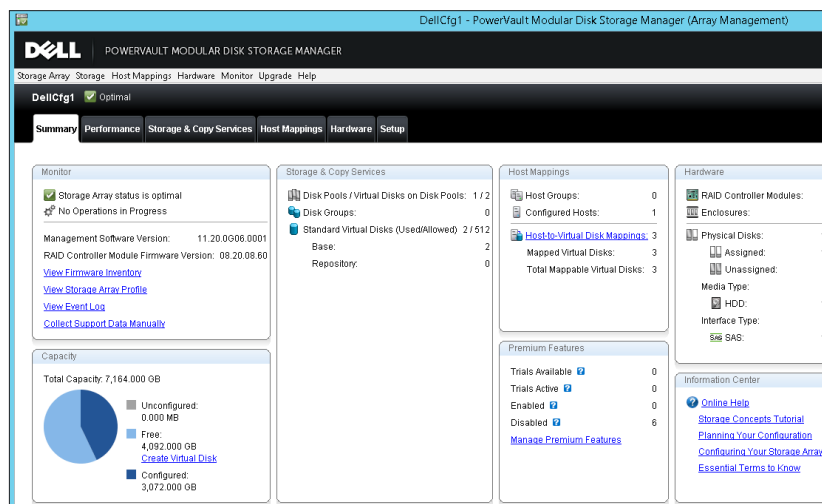 DellCfg1 - PowerVault Modular Disk Storage Manager (Array Management)
DELL POWERVAULT MODULAR DISK STORAGE MANAGER
Storage Array Storage Host Mappings Hardware Monitor Upgrade Help
DellCfg1 Optimal
Summary Performance Storage & Copy Services Host Mappings Hardware Setup
Monitor
Storage Array status is optimal
No Operations in Progress
Management Software Version: 11.20.0G06.0001
RAID Controller Module Firmware Version: 08.20.08.60
View Firmware Inventory
View Storage Array Profile
View Event Log
Collect Support Data Manually
Capacity
Total Capacity: 7,164.000 GB
Unconfigured:
0.000 MB
Free:
4,092.000 GB
Create Virtual Disk
Configured:
3,072.000 GB
Storage & Copy Services
Disk Pools / Virtual Disks on Disk Pools: 1 / 2
Disk Groups: 0
Standard Virtual Disks (Used/Allowed) 2 / 512
Base: 2
Repository: 0
Host Mappings
Host Groups: 0
Configured Hosts: 1
Host-to-Virtual Disk Mappings: 3
Mapped Virtual Disks: 3
Total Mappable Virtual Disks: 3
Premium Features
Trials Available ? 0
Trials Active ? 0
Enabled ? 0
Disabled ? 6
Manage Premium Features
Hardware
RAID Controller Modules:
Enclosures:
Physical Disks:
Assigned:
Unassigned:
Media Type:
HDD:
Interface Type:
SAS SAS:
Information Center
? Online Help
Storage Concepts Tutorial
Planning Your Configuration
Configuring Your Storage Array
Essential Terms to Know